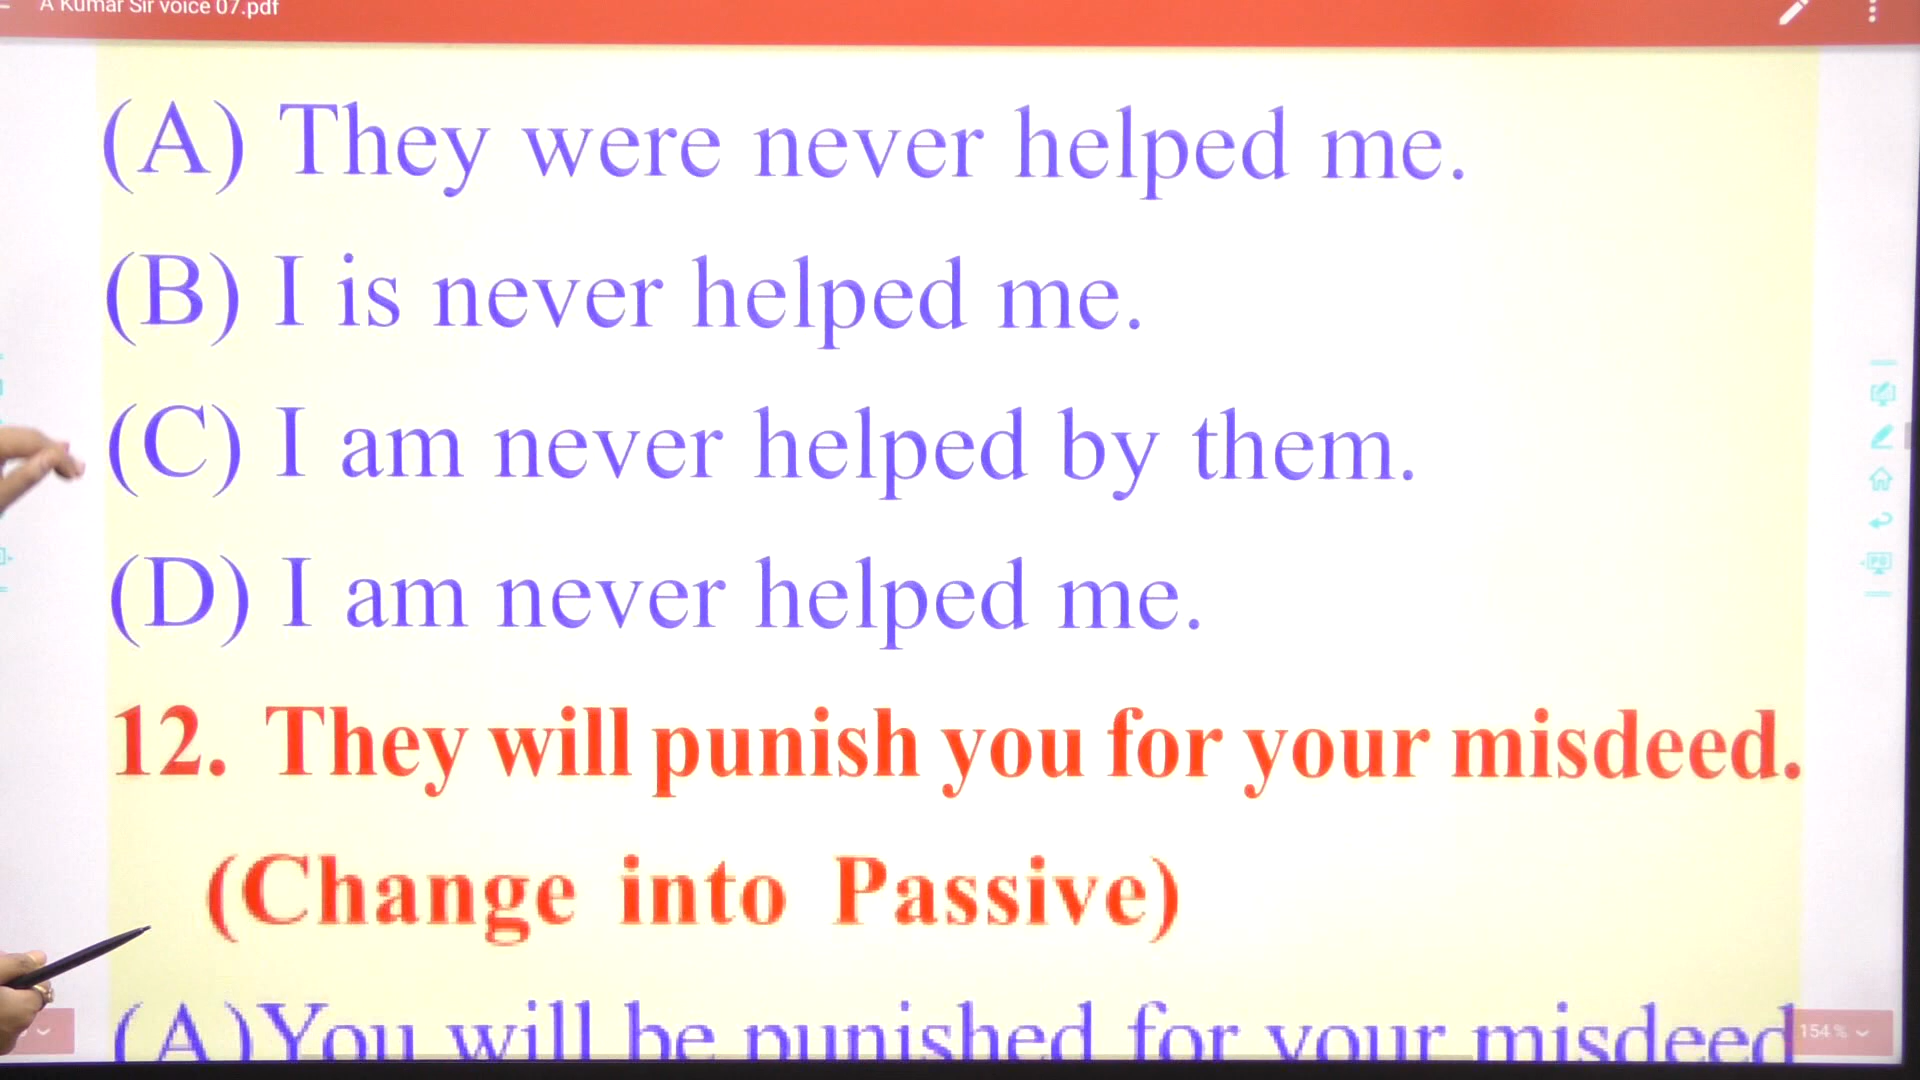 A Kumar Sir voice 07.pdf
(A) They were never helped me.
(B) I is never helped me.
(C) I am never helped by them.
(D) I am never helped me.
12. They will punish you for your misdeed.
(Change into Passive)
(A) You will be punished for your misdeed
154 %